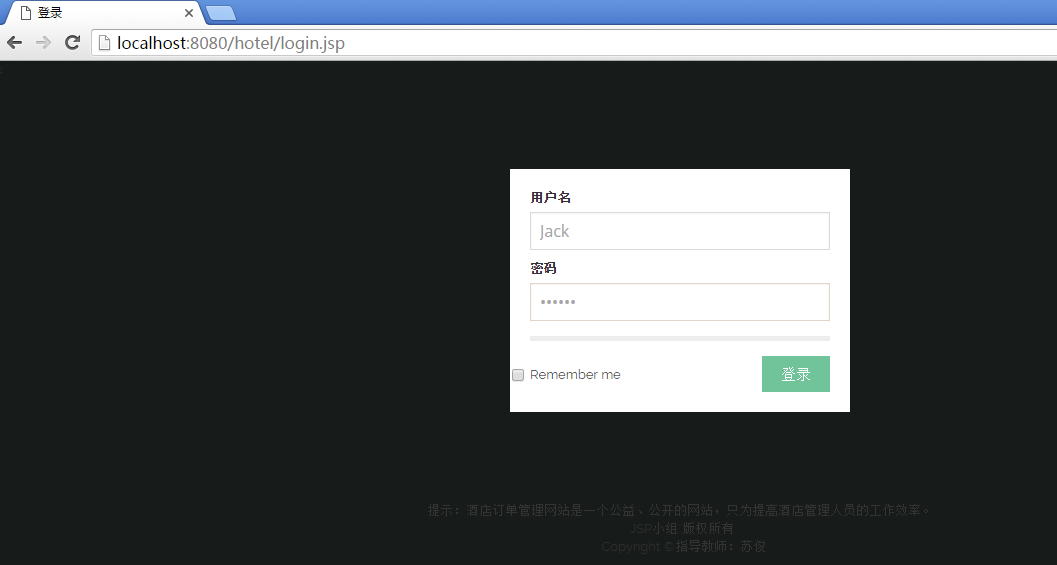 登录
localhost:8080/hotel/login.jsp
用户名
Jack
密码
••••••
Remember me
登录
提示：酒店订单管理网站是一个公益、公开的网站，只为提高酒店管理人员的工作效率。
JSP小组 版权所有
Copyright ©指导教师：苏俊